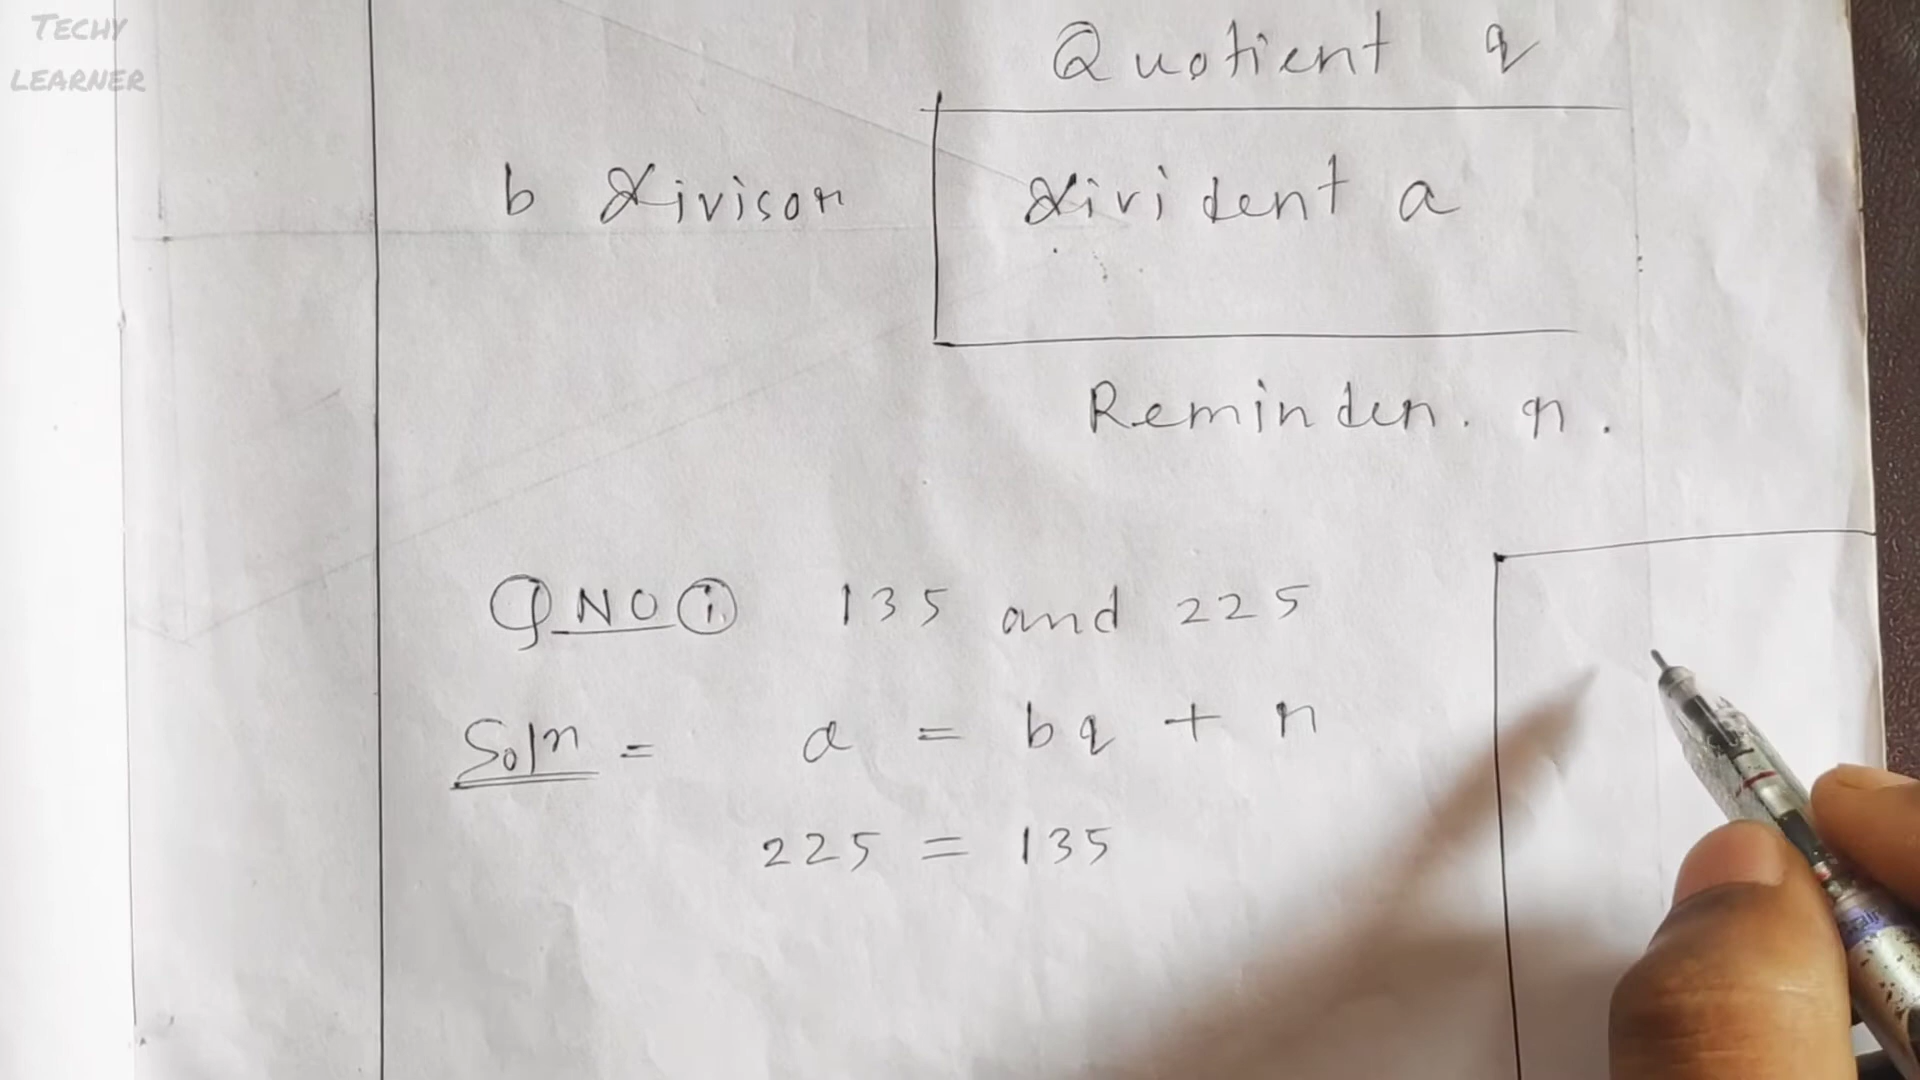 TECHY
LEARNER
Quotient q
b Divisor
Divident a
Reminder. r.
Q NO (i) 135 and 225
Soln = a = bq + r
225 = 135